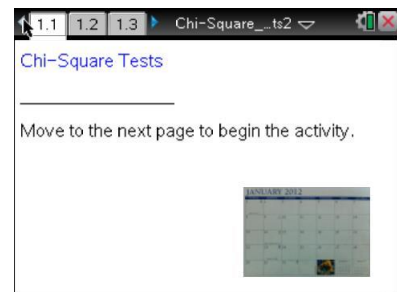 1.1 1.2 1.3 Chi-Square_...ts2
Chi-Square Tests
Move to the next page to begin the activity.
JANUARY 2012